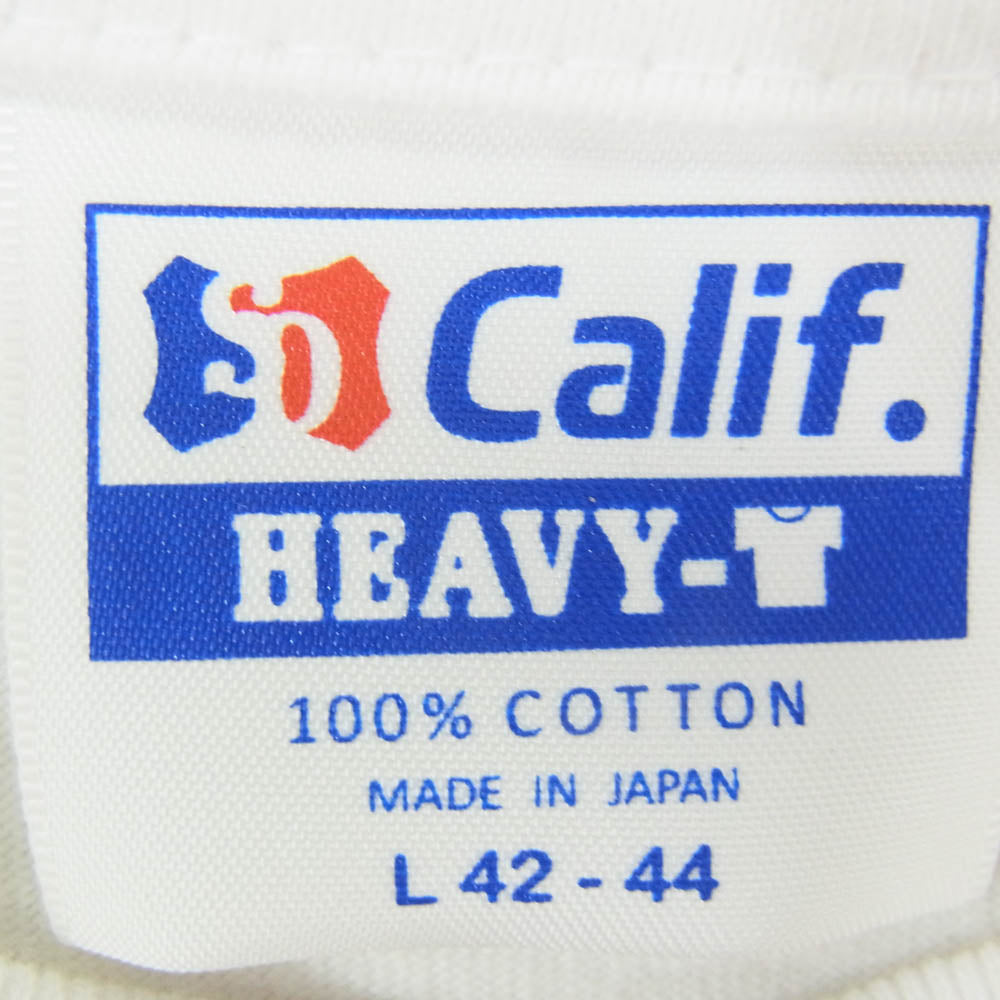 SD Calif.
HEAVY-T
100% COTTON
MADE IN JAPAN
L 42 - 44